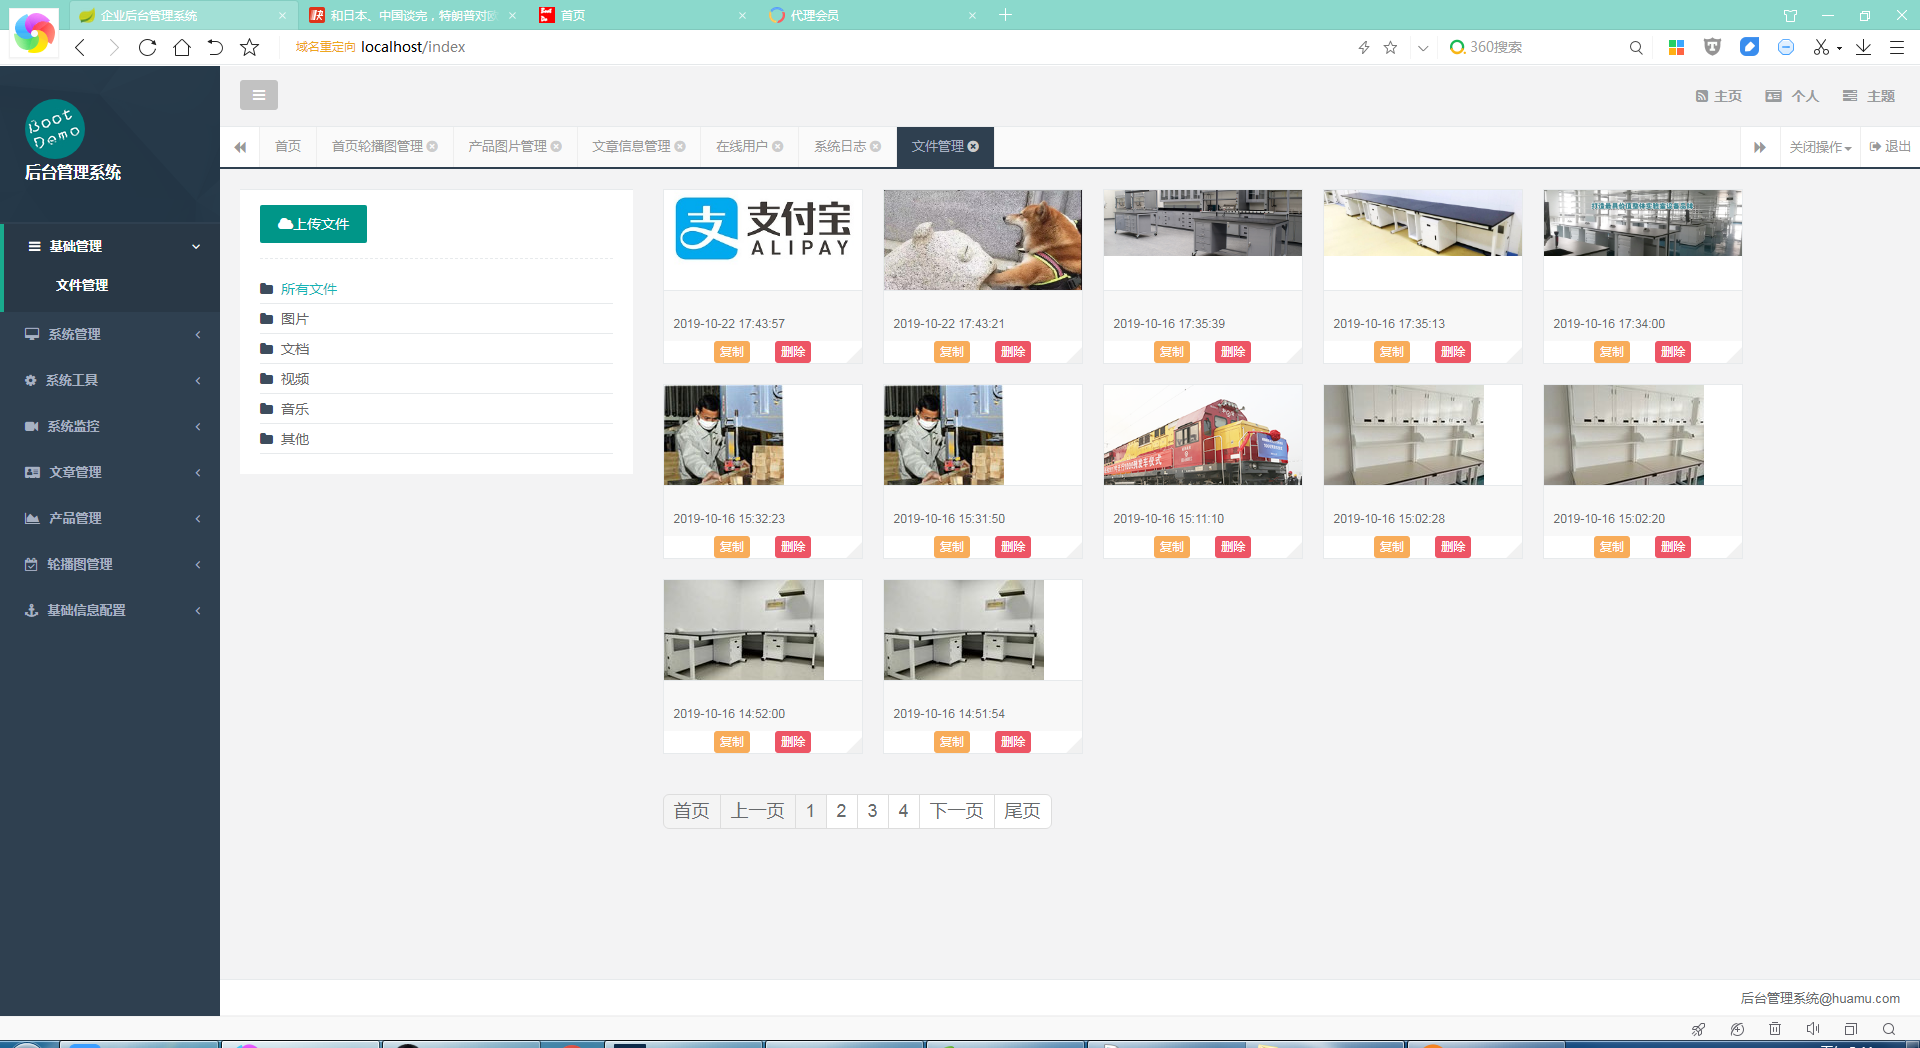 企业后台管理系统
和日本、中国谈完，特朗普对欧
首页
代理会员
域名重定向 localhost/index
360搜索
Boot
Demo
后台管理系统
主页
个人
主题
首页
首页轮播图管理
产品图片管理
文章信息管理
在线用户
系统日志
文件管理
关闭操作
退出
基础管理
文件管理
系统管理
系统工具
系统监控
文章管理
产品管理
轮播图管理
基础信息配置
上传文件
所有文件
图片
文档
视频
音乐
其他
支 支付宝
ALIPAY
2019-10-22 17:43:57
复制 删除
2019-10-22 17:43:21
复制 删除
2019-10-16 17:35:39
复制 删除
2019-10-16 17:35:13
复制 删除
2019-10-16 17:34:00
复制 删除
2019-10-16 15:32:23
复制 删除
2019-10-16 15:31:50
复制 删除
2019-10-16 15:11:10
复制 删除
2019-10-16 15:02:28
复制 删除
2019-10-16 15:02:20
复制 删除
2019-10-16 14:52:00
复制 删除
2019-10-16 14:51:54
复制 删除
首页 上一页 1 2 3 4 下一页 尾页
后台管理系统@huamu.com